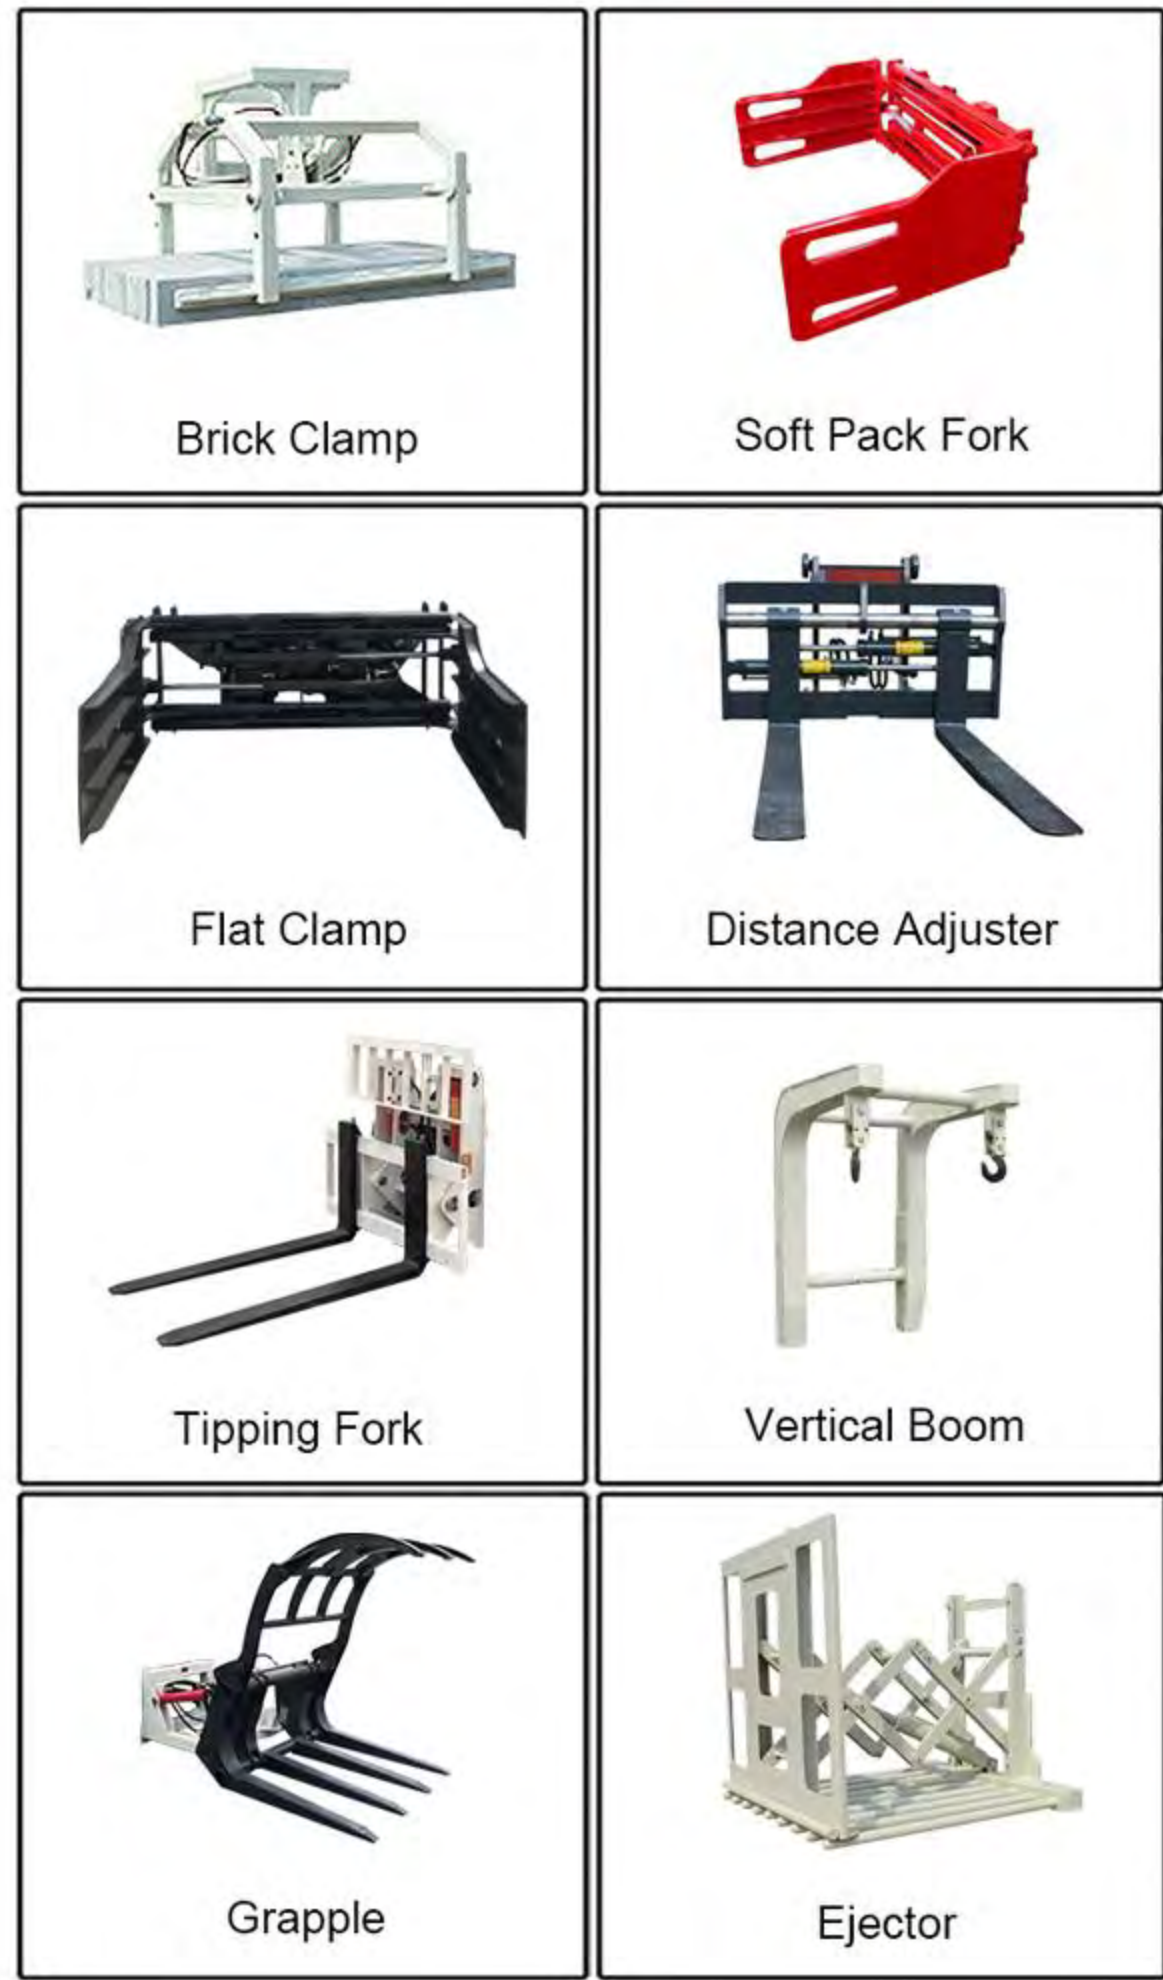 Brick Clamp
Soft Pack Fork
Flat Clamp
Distance Adjuster
Tipping Fork
Vertical Boom
Grapple
Ejector